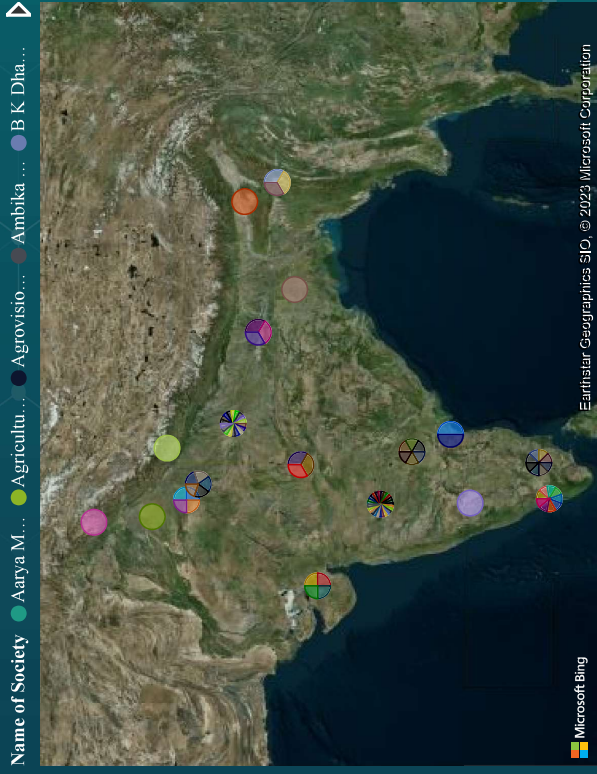 Name of Society Aarya M... Agricultu... Agrovisio... Ambika ... B K Dha...
Microsoft Bing
Earthstar Geographics SIO, © 2023 Microsoft Corporation